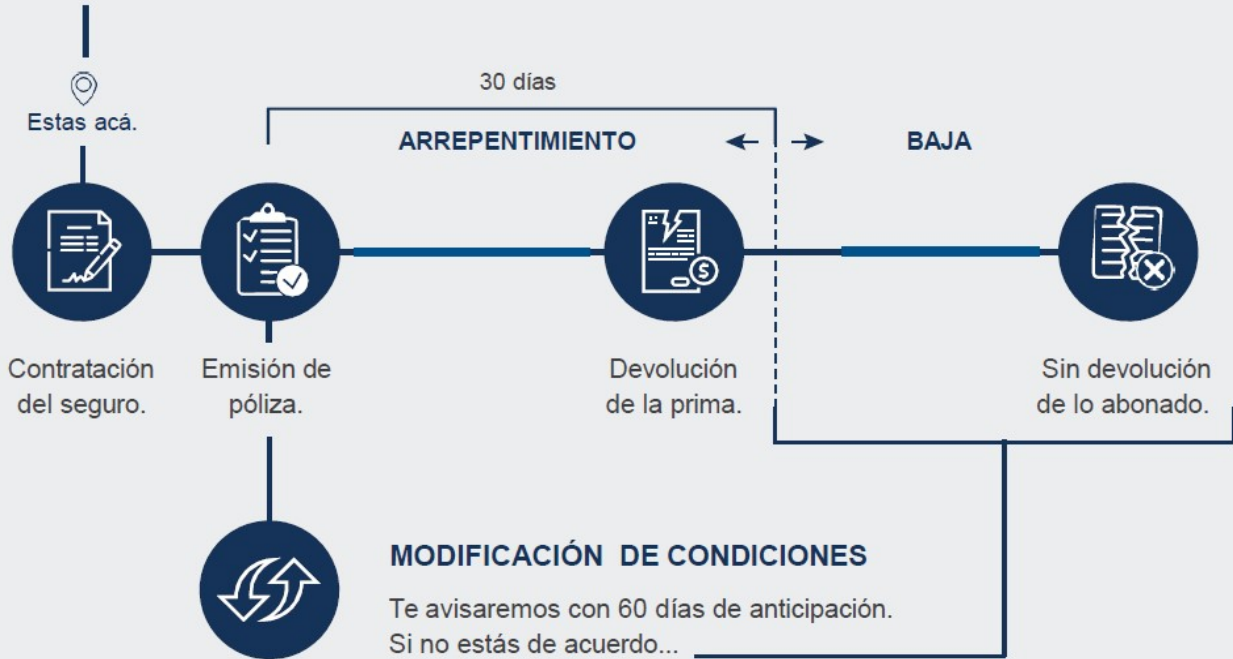 Estas acá.
30 días
ARREPENTIMIENTO
BAJA
Contratación
del seguro.
Emisión de
póliza.
Devolución
de la prima.
Sin devolución
de lo abonado.
MODIFICACIÓN DE CONDICIONES
Te avisaremos con 60 días de anticipación.
Si no estás de acuerdo...